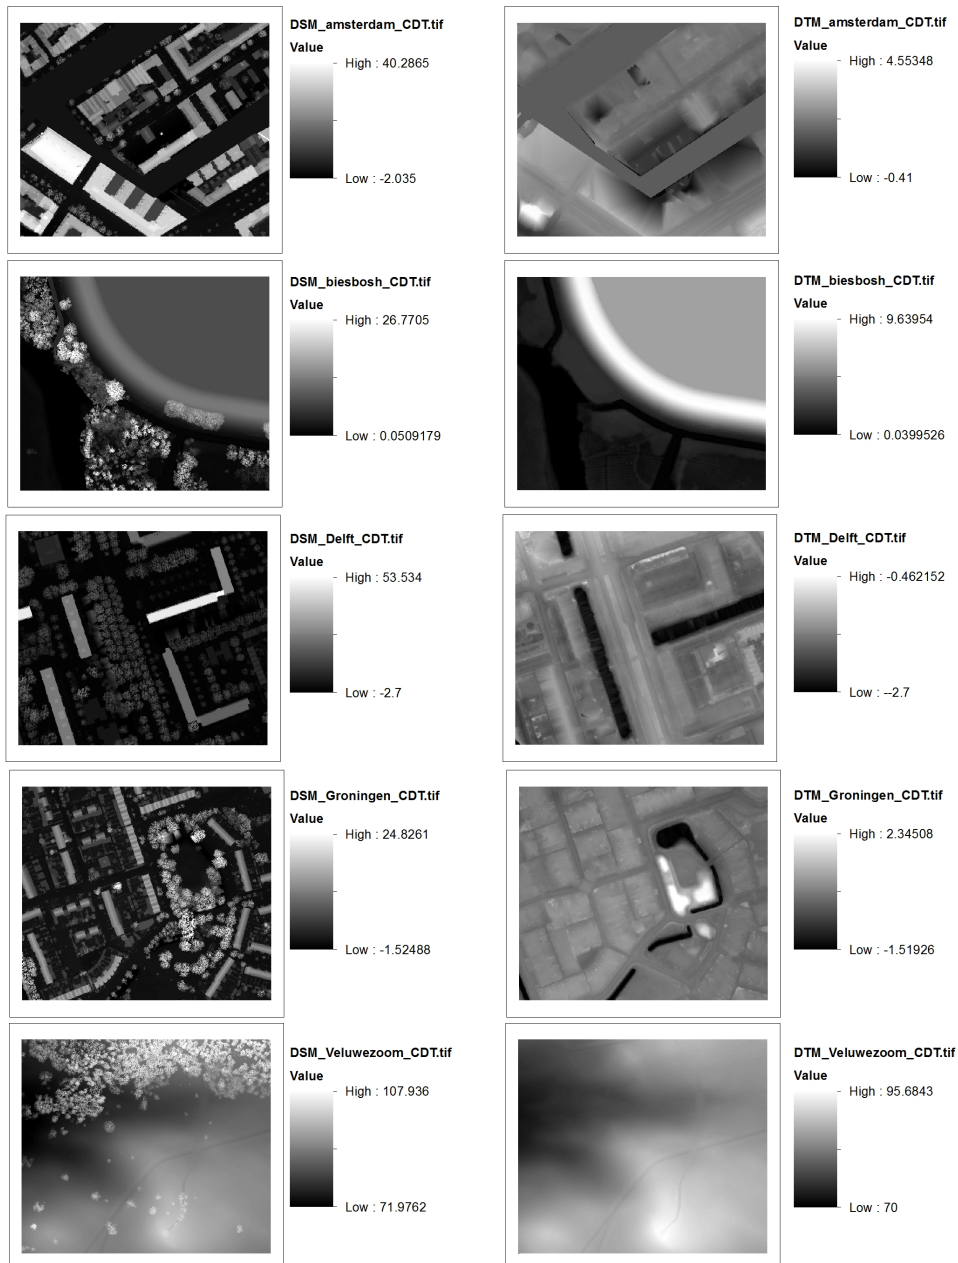 DSM_amsterdam_CDT.tif
Value
High : 40.2865
Low : -2.035
DTM_amsterdam_CDT.tif
Value
High : 4.55348
Low : -0.41
DSM_biesbosh_CDT.tif
Value
High : 26.7705
Low : 0.0509179
DTM_biesbosh_CDT.tif
Value
High : 9.63954
Low : 0.0399526
DSM_Delft_CDT.tif
Value
High : 53.534
Low : -2.7
DTM_Delft_CDT.tif
Value
High : -0.462152
Low : --2.7
DSM_Groningen_CDT.tif
Value
High : 24.8261
Low : -1.52488
DTM_Groningen_CDT.tif
Value
High : 2.34508
Low : -1.51926
DSM_Veluwezoom_CDT.tif
Value
High : 107.936
Low : 71.9762
DTM_Veluwezoom_CDT.tif
Value
High : 95.6843
Low : 70